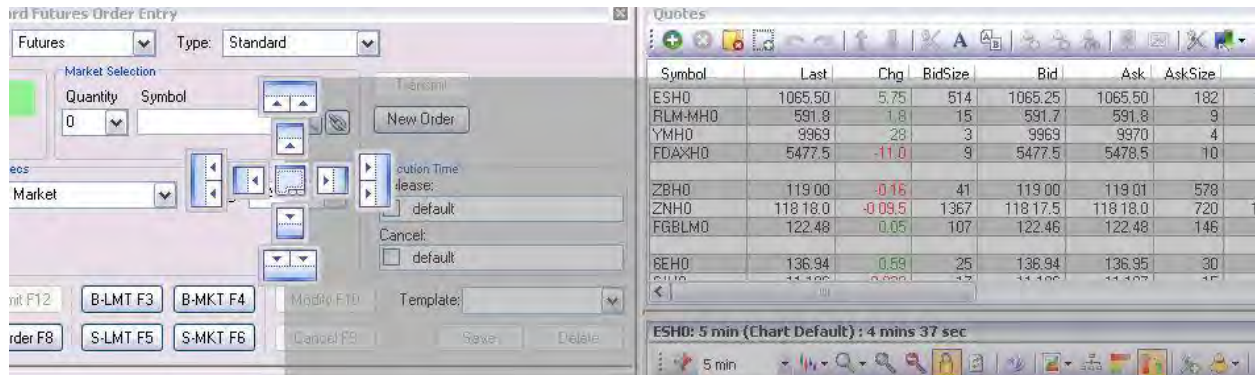 rd Futures Order Entry
Futures Type: Standard
Market Selection
Quantity Symbol
0
Transmit
New Order
ecs
Market
cution Time
lease:
default
Cancel:
default
nit F12 B-LMT F3 B-MKT F4 Modify F10 Template:
rder F8 S-LMT F5 S-MKT F6 Cancel F9 Save Delete
Quotes
Symbol Last Chg BidSize Bid Ask AskSize
ESH0 1065.50 5.75 514 1065.25 1065.50 182
RLM-MH0 591.8 1.8 15 591.7 591.8 9
YMH0 9969 28 3 9969 9970 4
FDAXH0 5477.5 -11.0 9 5477.5 5478.5 10
ZBH0 119 00 -0 16 41 119 00 119 01 578
ZNH0 118 18.0 -0 09.5 1367 118 17.5 118 18.0 720
FGBLM0 122.48 0.05 107 122.46 122.48 146
6EH0 136.94 0.59 25 136.94 136.95 30
ESH0: 5 min (Chart Default) : 4 mins 37 sec
5 min